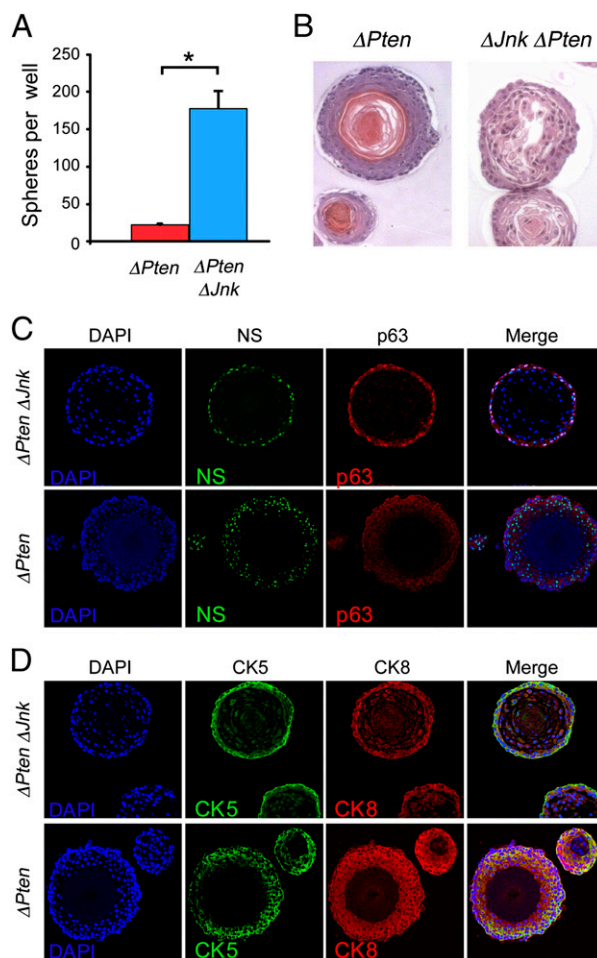 A
Spheres per well
250
200
150
100
50
0
*
ΔPten
ΔPten
ΔJnk
B
ΔPten
ΔJnk ΔPten
C
DAPI
NS
p63
Merge
ΔPten ΔJnk
DAPI
NS
p63
ΔPten
DAPI
NS
p63
D
DAPI
CK5
CK8
Merge
ΔPten ΔJnk
DAPI
CK5
CK8
ΔPten
DAPI
CK5
CK8